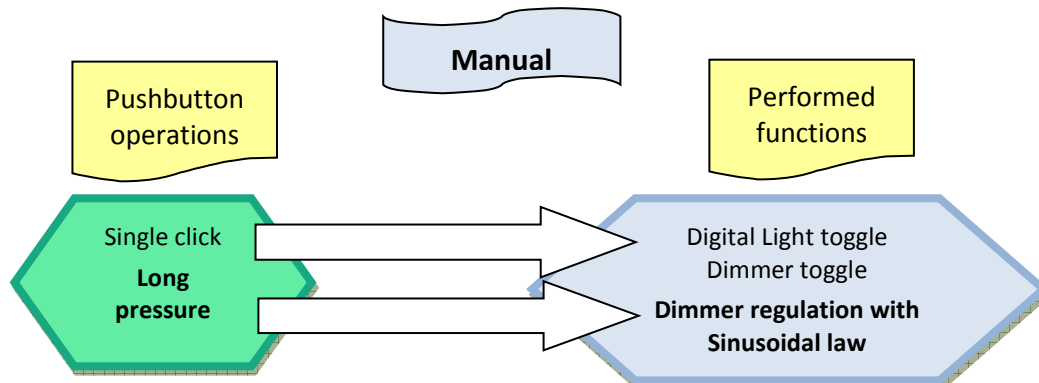 Manual
Pushbutton
operations
Performed
functions
Single click
Long
pressure
Digital Light toggle
Dimmer toggle
Dimmer regulation with
Sinusoidal law